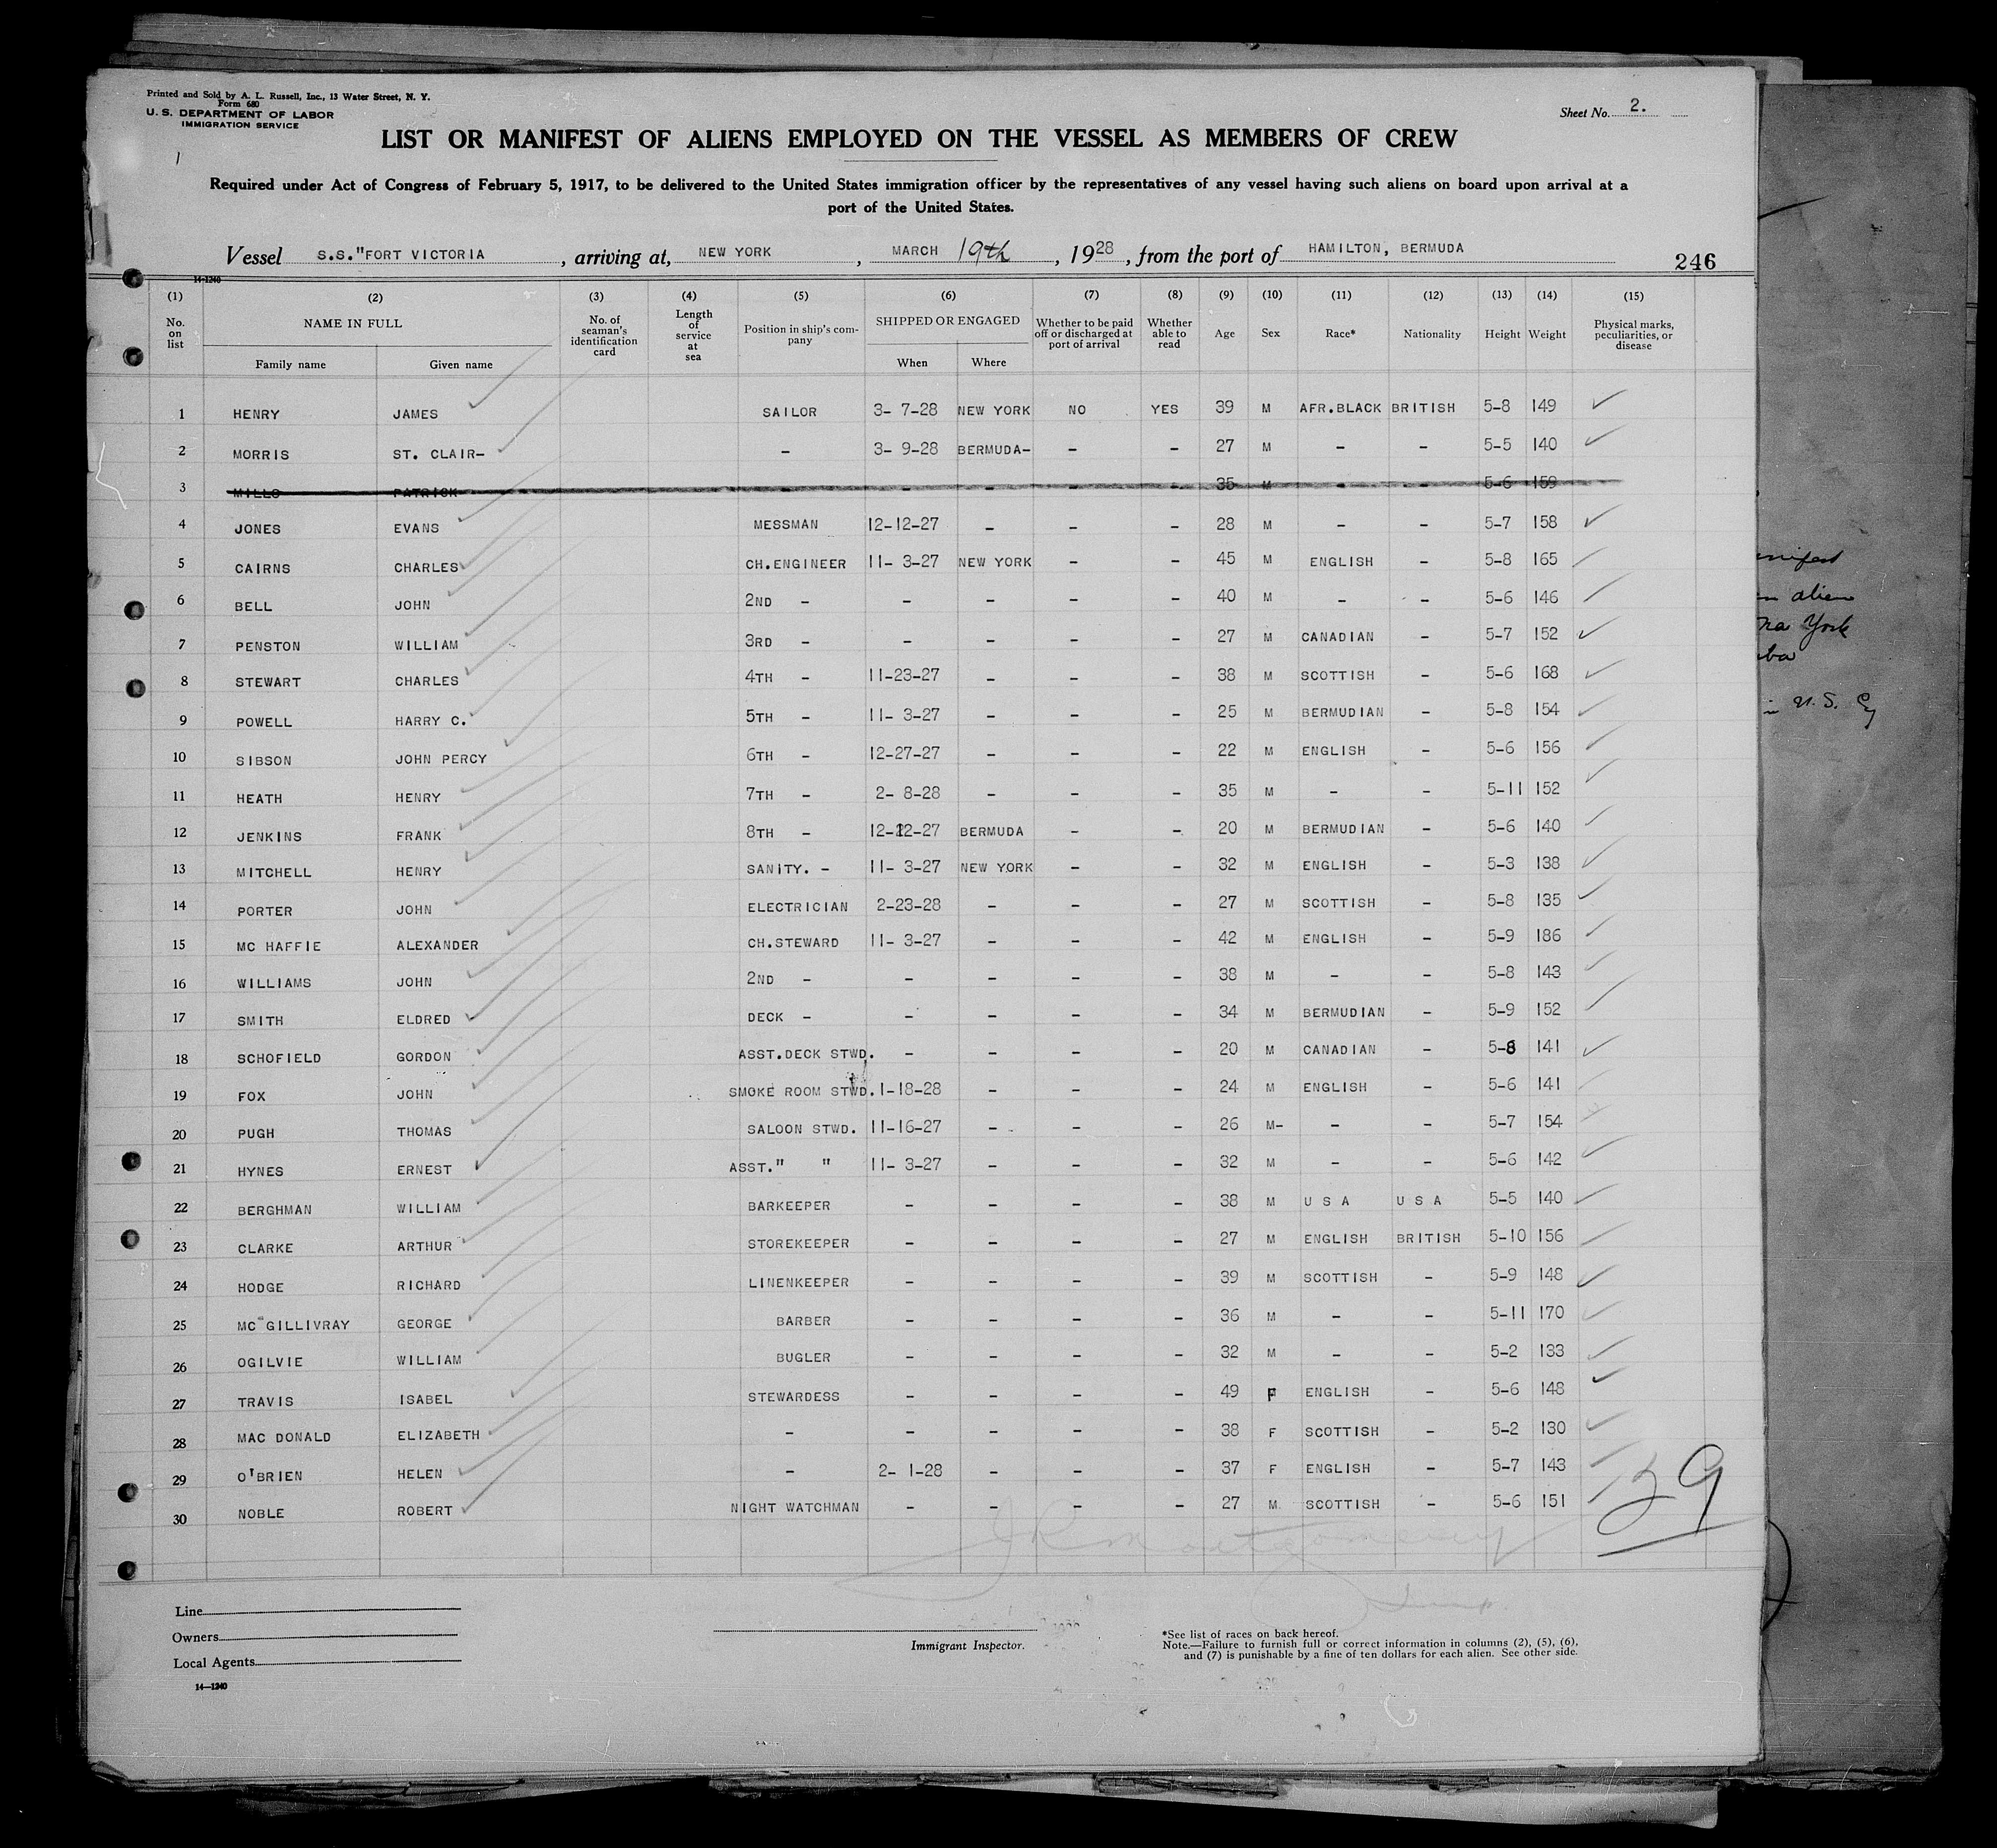 Printed and Sold by A. L. Russell, Inc., 13 Water Street, N. Y.
Form 680
U. S. DEPARTMENT OF LABOR
IMMIGRATION SERVICE
Sheet No. 2.
LIST OR MANIFEST OF ALIENS EMPLOYED ON THE VESSEL AS MEMBERS OF CREW
Required under Act of Congress of February 5, 1917, to be delivered to the United States immigration officer by the representatives of any vessel having such aliens on board upon arrival at a
port of the United States.
Vessel S.S."FORT VICTORIA, arriving at, NEW YORK, MARCH 19th, 1928, from the port of HAMILTON, BERMUDA
246
14-1240
(1) (2) (3) (4) (5) (6) (7) (8) (9) (10) (11) (12) (13) (14) (15)
No. on list NAME IN FULL Family name Given name No. of seaman's identification card Length of service at sea Position in ship's company SHIPPED OR ENGAGED When Where Whether to be paid off or discharged at port of arrival Whether able to read Age Sex Race* Nationality Height Weight Physical marks, peculiarities, or disease
1 HENRY JAMES SAILOR 3- 7-28 NEW YORK NO YES 39 M AFR.BLACK BRITISH 5-8 149
2 MORRIS ST. CLAIR- - 3- 9-28 BERMUDA- - - 27 M - - 5-5 140
3 MILLS PATRICK - - - - - 35 M - - 5-6 159
4 JONES EVANS MESSMAN 12-12-27 - - - 28 M - - 5-7 158
5 CAIRNS CHARLES CH.ENGINEER 11- 3-27 NEW YORK - - 45 M ENGLISH - 5-8 165
6 BELL JOHN 2ND - - - - - 40 M - - 5-6 146
7 PENSTON WILLIAM 3RD - - - - - 27 M CANADIAN - 5-7 152
8 STEWART CHARLES 4TH - 11-23-27 - - - 38 M SCOTTISH - 5-6 168
9 POWELL HARRY C. 5TH - 11- 3-27 - - - 25 M BERMUDIAN - 5-8 154
10 SIBSON JOHN PERCY 6TH - 12-27-27 - - - 22 M ENGLISH - 5-6 156
11 HEATH HENRY 7TH - 2- 8-28 - - - 35 M - - 5-11 152
12 JENKINS FRANK 8TH - 12-22-27 BERMUDA - - 20 M BERMUDIAN - 5-6 140
13 MITCHELL HENRY SANITY. - 11- 3-27 NEW YORK - - 32 M ENGLISH - 5-3 138
14 PORTER JOHN ELECTRICIAN 2-23-28 - - - 27 M SCOTTISH - 5-8 135
15 MC HAFFIE ALEXANDER CH.STEWARD 11- 3-27 - - - 42 M ENGLISH - 5-9 186
16 WILLIAMS JOHN 2ND - - - - - 38 M - - 5-8 143
17 SMITH ELDRED DECK - - - - - 34 M BERMUDIAN - 5-9 152
18 SCHOFIELD GORDON ASST.DECK STWD. - - - - 20 M CANADIAN - 5-8 141
19 FOX JOHN SMOKE ROOM STWD. 1-18-28 - - - 24 M ENGLISH - 5-6 141
20 PUGH THOMAS SALOON STWD. 11-16-27 - - - 26 M- - - 5-7 154
21 HYNES ERNEST ASST." " 11- 3-27 - - - 32 M - - 5-6 142
22 BERGHMAN WILLIAM BARKEEPER - - - - 38 M U S A U S A 5-5 140
23 CLARKE ARTHUR STOREKEEPER - - - - 27 M ENGLISH BRITISH 5-10 156
24 HODGE RICHARD LINENKEEPER - - - - 39 M SCOTTISH - 5-9 148
25 MC GILLIVRAY GEORGE BARBER - - - - 36 M - - 5-11 170
26 OGILVIE WILLIAM BUGLER - - - - 32 M - - 5-2 133
27 TRAVIS ISABEL STEWARDESS - - - - 49 F ENGLISH - 5-6 148
28 MAC DONALD ELIZABETH - - - - - 38 F SCOTTISH - 5-2 130
29 O'BRIEN HELEN - 2- 1-28 - - - 37 F ENGLISH - 5-7 143
30 NOBLE ROBERT NIGHT WATCHMAN - - - - 27 M SCOTTISH - 5-6 151
J R Montgomery
Line
Owners
Local Agents
14-1240
Immigrant Inspector.
*See list of races on back hereof.
Note.—Failure to furnish full or correct information in columns (2), (5), (6),
and (7) is punishable by a fine of ten dollars for each alien. See other side.
alien
York
in U.S.